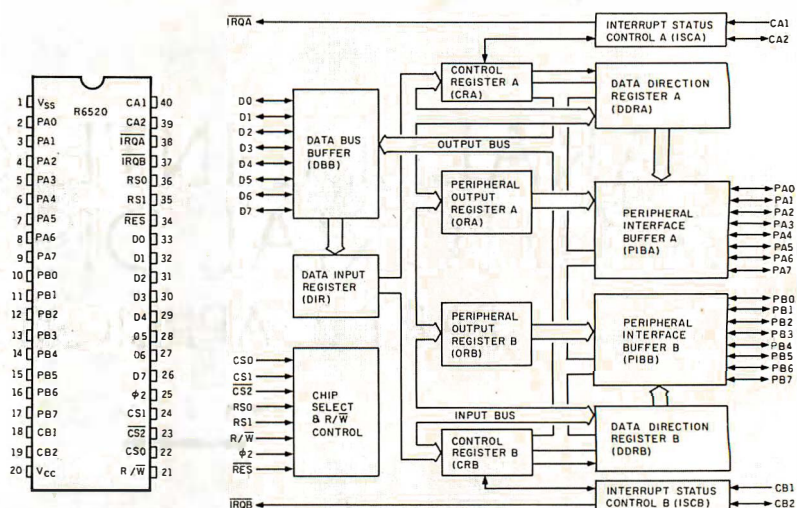 R6520
1 VSS CA1 40
2 PA0 CA2 39
3 PA1 IRQA 38
4 PA2 IRQB 37
5 PA3 RS0 36
6 PA4 RS1 35
7 PA5 RES 34
8 PA6 D0 33
9 PA7 D1 32
10 PB0 D2 31
11 PB1 D3 30
12 PB2 D4 29
13 PB3 D5 28
14 PB4 D6 27
15 PB5 D7 26
16 PB6 φ2 25
17 PB7 CS1 24
18 CB1 CS2 23
19 CB2 CS0 22
20 VCC R/W 21
IRQA
INTERRUPT STATUS
CONTROL A (ISCA)
CA1
CA2
CONTROL
REGISTER A
(CRA)
DATA DIRECTION
REGISTER A
(DDRA)
D0
D1
D2
D3
D4
D5
D6
D7
DATA BUS
BUFFER
(DBB)
OUTPUT BUS
PERIPHERAL
OUTPUT
REGISTER A
(ORA)
PERIPHERAL
INTERFACE
BUFFER A
(PIBA)
PA0
PA1
PA2
PA3
PA4
PA5
PA6
PA7
DATA INPUT
REGISTER
(DIR)
PERIPHERAL
OUTPUT
REGISTER B
(ORB)
PERIPHERAL
INTERFACE
BUFFER B
(PIBB)
PB0
PB1
PB2
PB3
PB4
PB5
PB6
PB7
CS0
CS1
CS2
RS0
RS1
R/W
φ2
RES
CHIP
SELECT
& R/W
CONTROL
INPUT BUS
CONTROL
REGISTER B
(CRB
DATA DIRECTION
REGISTER B
(DDRB)
IRQB
INTERRUPT STATUS
CONTROL B (ISCB)
CB1
CB2